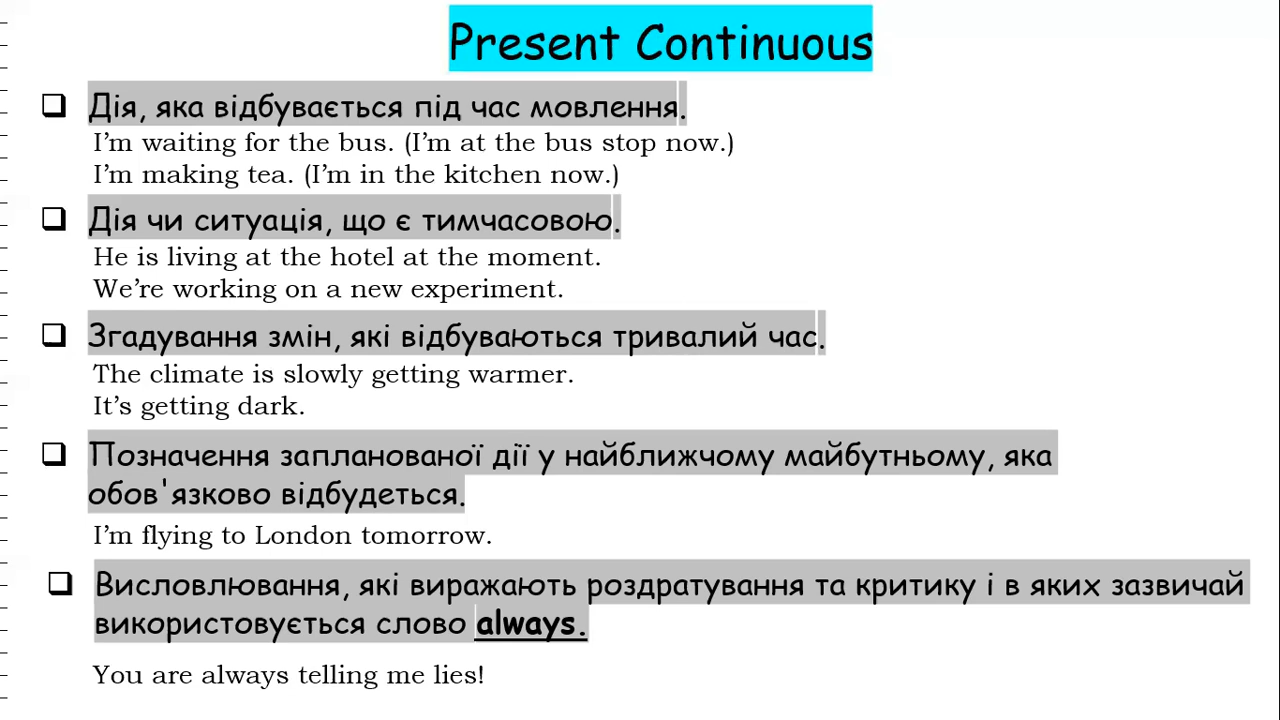 Present Continuous
Дія, яка відбувається під час мовлення.
I'm waiting for the bus. (I'm at the bus stop now.)
I'm making tea. (I'm in the kitchen now.)
Дія чи ситуація, що є тимчасовою.
He is living at the hotel at the moment.
We're working on a new experiment.
Згадування змін, які відбуваються тривалий час.
The climate is slowly getting warmer.
It's getting dark.
Позначення запланованої дії у найближчому майбутньому, яка
обов'язково відбудеться.
I'm flying to London tomorrow.
Висловлювання, які виражають роздратування та критику і в яких зазвичай
використовується слово always.
You are always telling me lies!